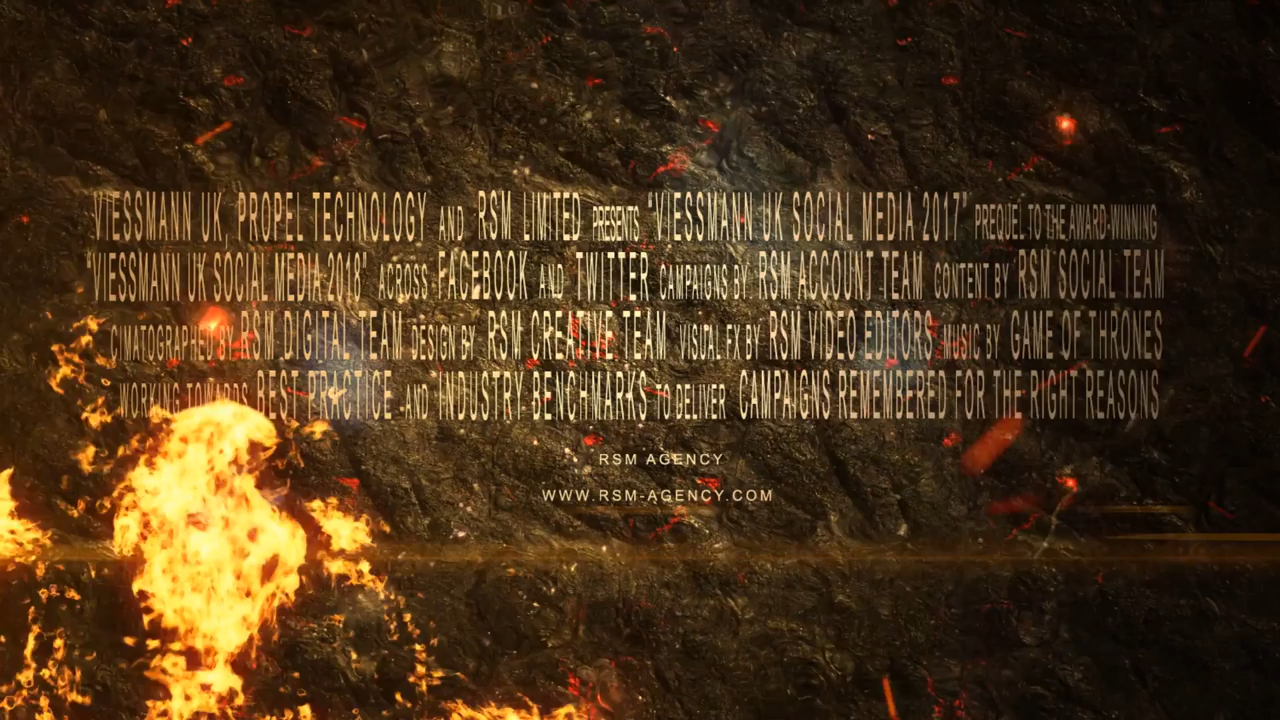 VIESSMANN UK, PROPEL TECHNOLOGY AND RSM LIMITED PRESENTS "VIESSMANN UK SOCIAL MEDIA 2017" PREQUEL TO THE AWARD-WINNING
"VIESSMANN UK SOCIAL MEDIA 2018" ACROSS FACEBOOK AND TWITTER CAMPAIGNS BY RSM ACCOUNT TEAM CONTENT BY RSM SOCIAL TEAM
CIMATOGRAPHED BY RSM DIGITAL TEAM DESIGN BY RSM CREATIVE TEAM VISUAL FX BY RSM VIDEO EDITORS MUSIC BY GAME OF THRONES
WORKING TOWARDS BEST PRACTICE AND INDUSTRY BENCHMARKS TO DELIVER CAMPAIGNS REMEMBERED FOR THE RIGHT REASONS
RSM AGENCY
WWW.RSM-AGENCY.COM